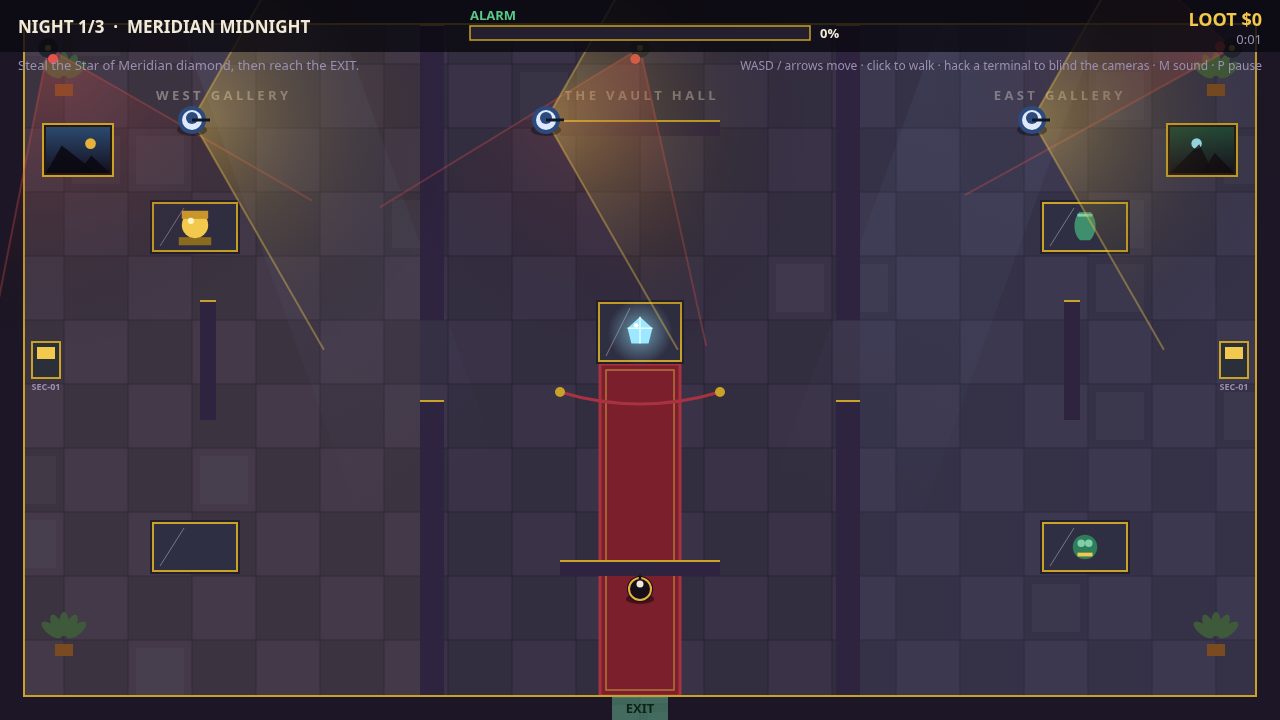 NIGHT 1/3 · MERIDIAN MIDNIGHT
ALARM
0%
LOOT $0
0:01
Steal the Star of Meridian diamond, then reach the EXIT.
WASD / arrows move · click to walk · hack a terminal to blind the cameras · M sound · P pause
WEST GALLERY
THE VAULT HALL
EAST GALLERY
SEC-01
SEC-01
EXIT